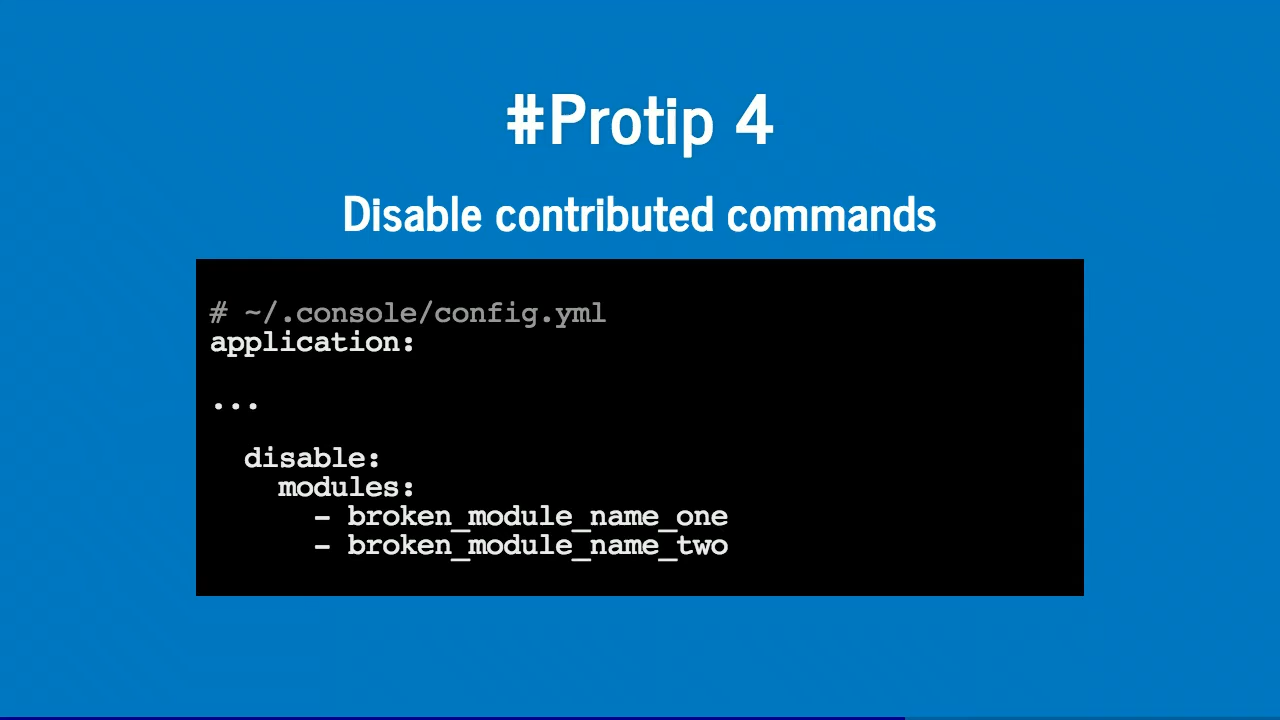 #Protip 4
Disable contributed commands
# ~/.console/config.yml
application:
...
  disable:
    modules:
      - broken_module_name_one
      - broken_module_name_two